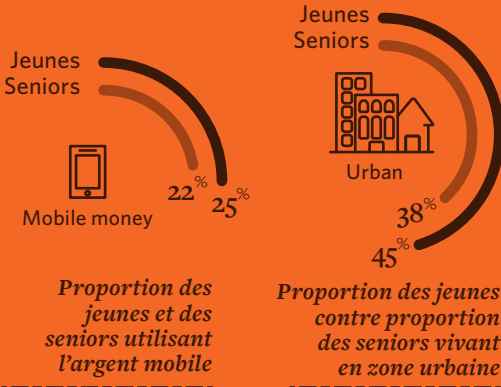 Jeunes
Seniors
22%
25%
Mobile money
Proportion des
jeunes et des
seniors utilisant
l'argent mobile
Jeunes
Seniors
Urban
38%
45%
Proportion des jeunes
contre proportion
des seniors vivant
en zone urbaine